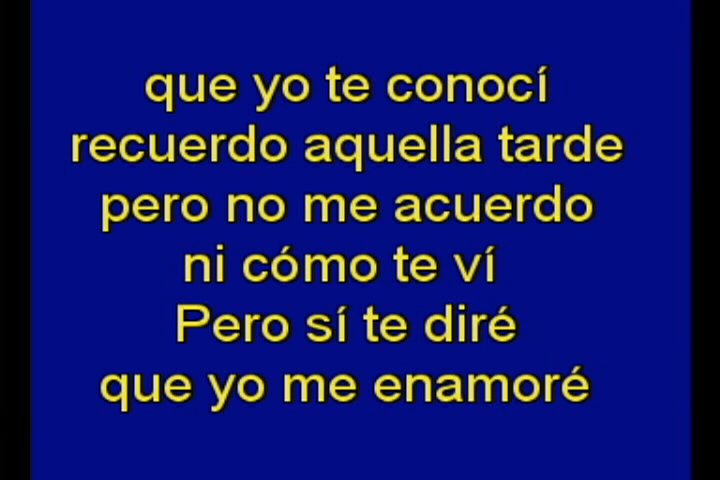 que yo te conocí
recuerdo aquella tarde
pero no me acuerdo
ni cómo te ví
Pero sí te diré
que yo me enamoré